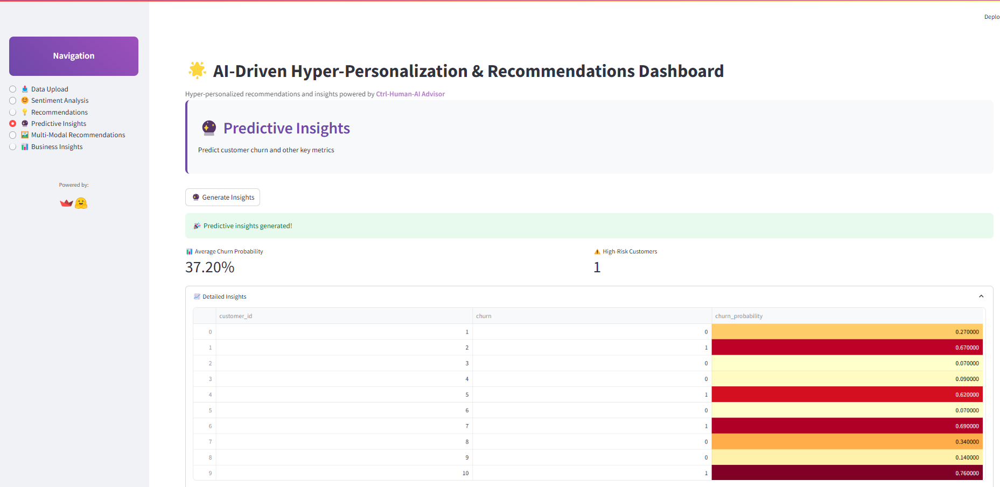 Deplo
Navigation
Data Upload
Sentiment Analysis
Recommendations
Predictive Insights
Multi-Modal Recommendations
Business Insights
Powered by:
AI-Driven Hyper-Personalization & Recommendations Dashboard
Hyper-personalized recommendations and insights powered by Ctrl-Human-AI Advisor
Predictive Insights
Predict customer churn and other key metrics
Generate Insights
Predictive insights generated!
Average Churn Probability
37.20%
High-Risk Customers
1
Detailed Insights
customer_id churn churn_probability
0 1 0 0.270000
1 2 1 0.670000
2 3 0 0.070000
3 4 0 0.090000
4 5 1 0.620000
5 6 0 0.070000
6 7 1 0.690000
7 8 0 0.340000
8 9 0 0.140000
9 10 1 0.760000